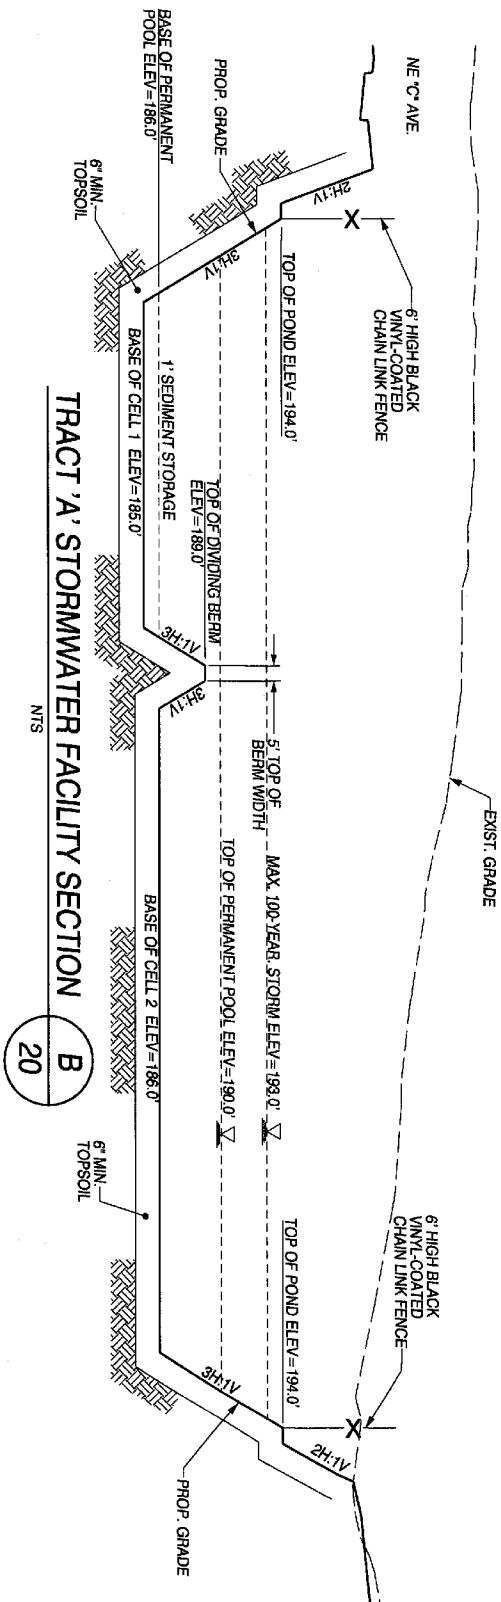 NE "C" AVE.
EXIST. GRADE
6' HIGH BLACK
VINYL-COATED
CHAIN LINK FENCE
6' HIGH BLACK
VINYL-COATED
CHAIN LINK FENCE
2H:1V
X
X
2H:1V
PROP. GRADE
TOP OF POND ELEV=194.0'
TOP OF POND ELEV=194.0'
5' TOP OF
BERM WIDTH
MAX. 100-YEAR STORM ELEV=193.0'
3H:1V
TOP OF DIVIDING BERM
ELEV=189.0'
TOP OF PERMANENT POOL ELEV=190.0'
3H:1V
BASE OF PERMANENT
POOL ELEV=186.0'
1' SEDIMENT STORAGE
3H:1V
3H:1V
PROP. GRADE
6" MIN.
TOPSOIL
BASE OF CELL 1 ELEV=185.0'
BASE OF CELL 2 ELEV=186.0'
6" MIN.
TOPSOIL
TRACT 'A' STORMWATER FACILITY SECTION
NTS
B
20